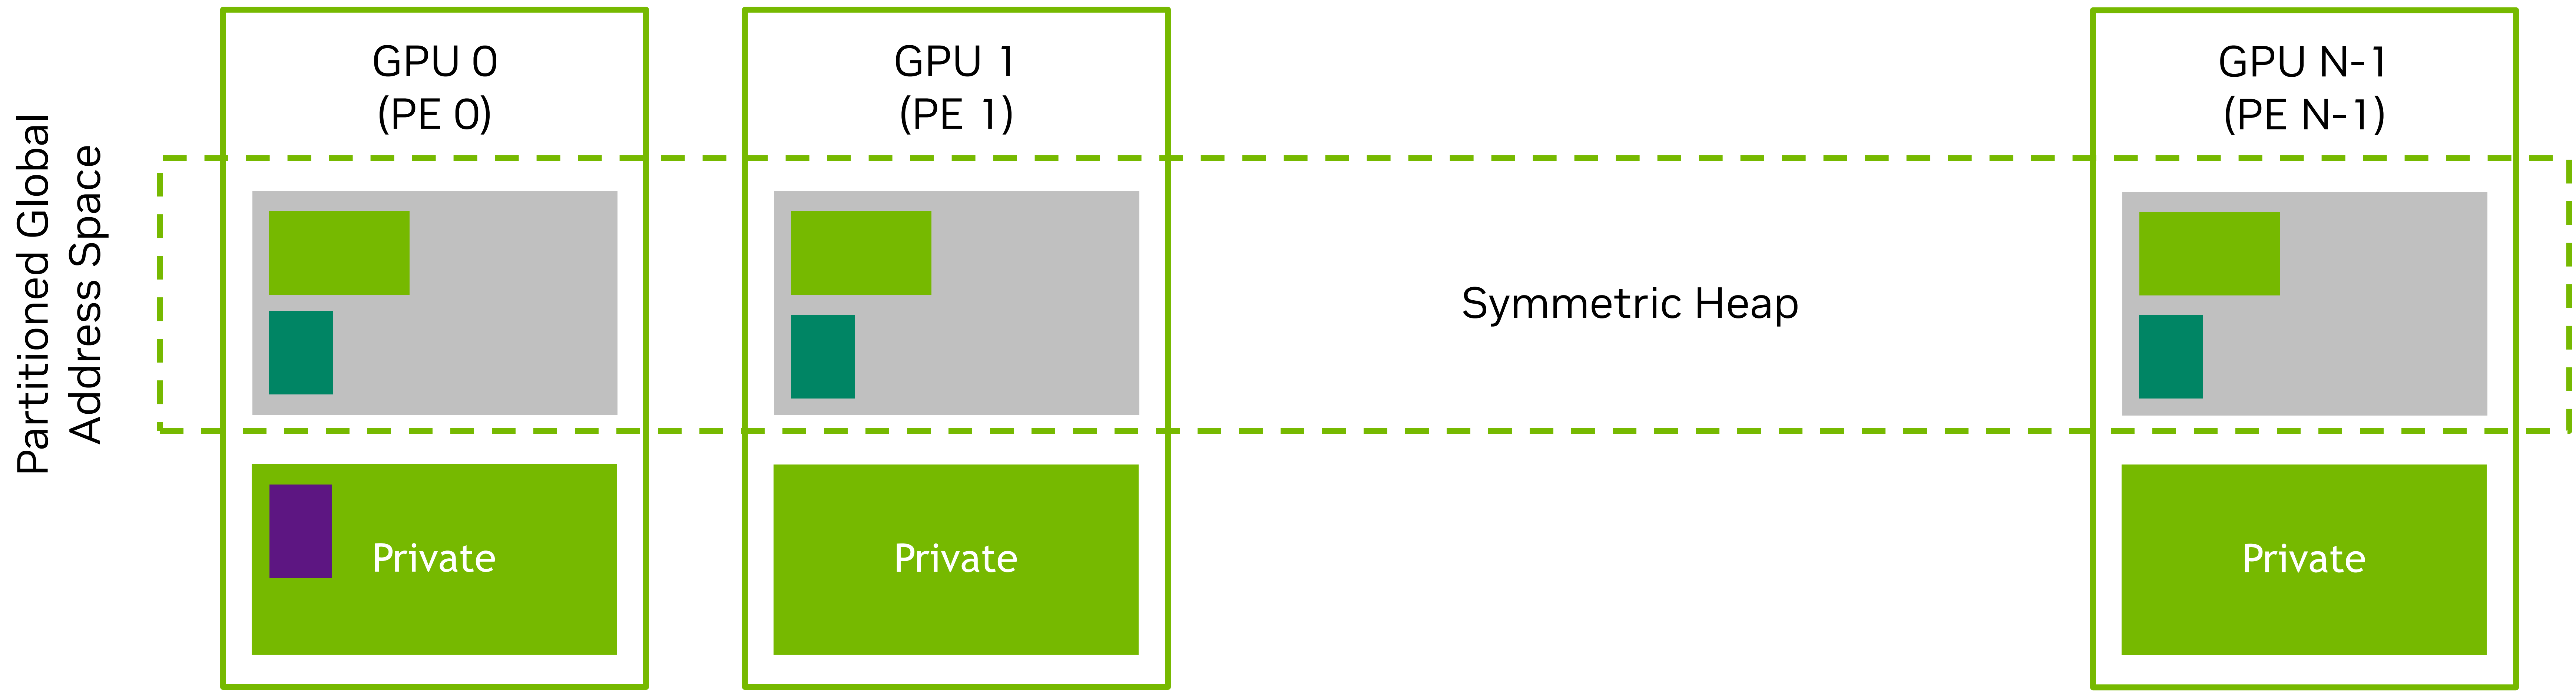 Partitioned Global
Address Space
GPU 0
(PE 0)
GPU 1
(PE 1)
GPU N-1
(PE N-1)
Symmetric Heap
Private
Private
Private